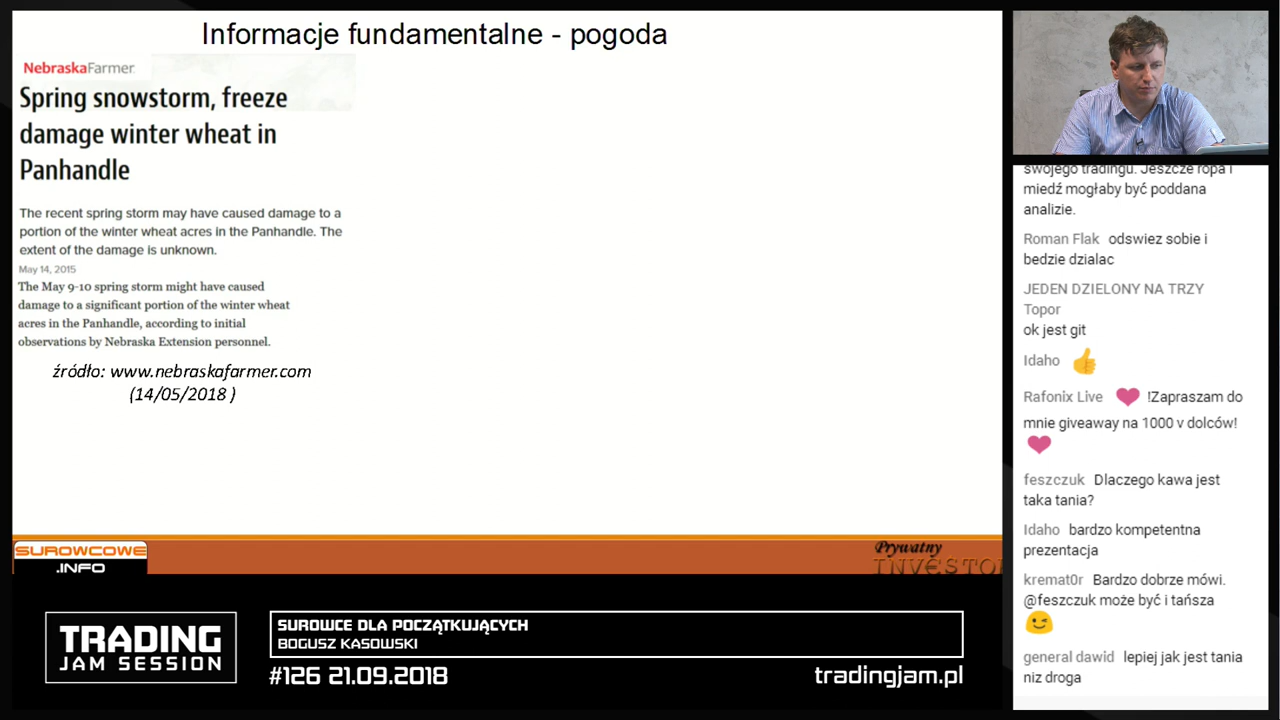 Informacje fundamentalne - pogoda
NebraskaFarmer
Spring snowstorm, freeze
damage winter wheat in
Panhandle
The recent spring storm may have caused damage to a
portion of the winter wheat acres in the Panhandle. The
extent of the damage is unknown.
May 14, 2015
The May 9-10 spring storm might have caused
damage to a significant portion of the winter wheat
acres in the Panhandle, according to initial
observations by Nebraska Extension personnel.
źródło: www.nebraskafarmer.com
(14/05/2018 )
SUROWCOWE
.INFO
Prywatny
INVESTO
TRADING
JAM SESSION
SUROWCE DLA POCZĄTKUJĄCYCH
BOGUSZ KASOWSKI
#126 21.09.2018
tradingjam.pl
swojego tradingu. Jeszcze ropa i
miedź mogłaby być poddana
analizie.
Roman Flak odswiez sobie i
bedzie dzialac
JEDEN DZIELONY NA TRZY
Topor
ok jest git
Idaho 👍
Rafonix Live ❤ !Zapraszam do
mnie giveaway na 1000 v dolców!
❤
feszczuk Dlaczego kawa jest
taka tania?
Idaho bardzo kompetentna
prezentacja
kremat0r Bardzo dobrze mówi.
@feszczuk może być i tańsza
😉
general dawid lepiej jak jest tania
niz droga